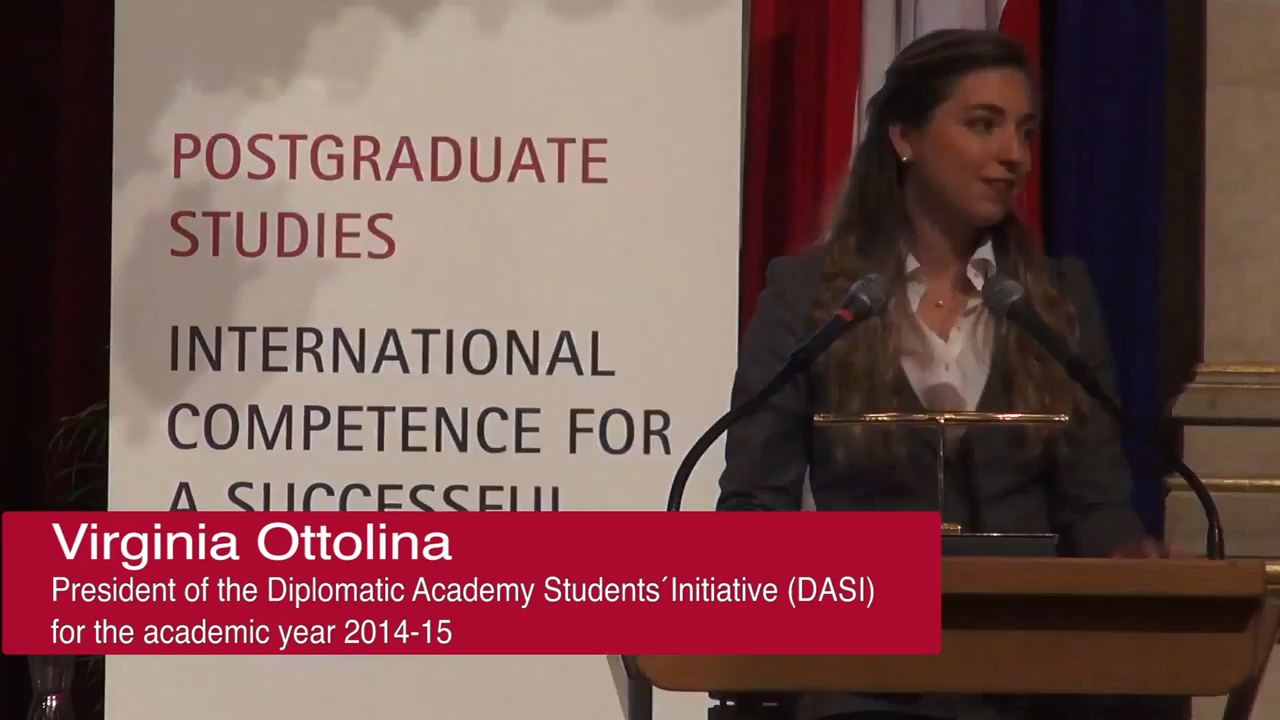 POSTGRADUATE
STUDIES
INTERNATIONAL
COMPETENCE FOR
A SUCCESSFUL
Virginia Ottolina
President of the Diplomatic Academy Students´Initiative (DASI)
for the academic year 2014-15